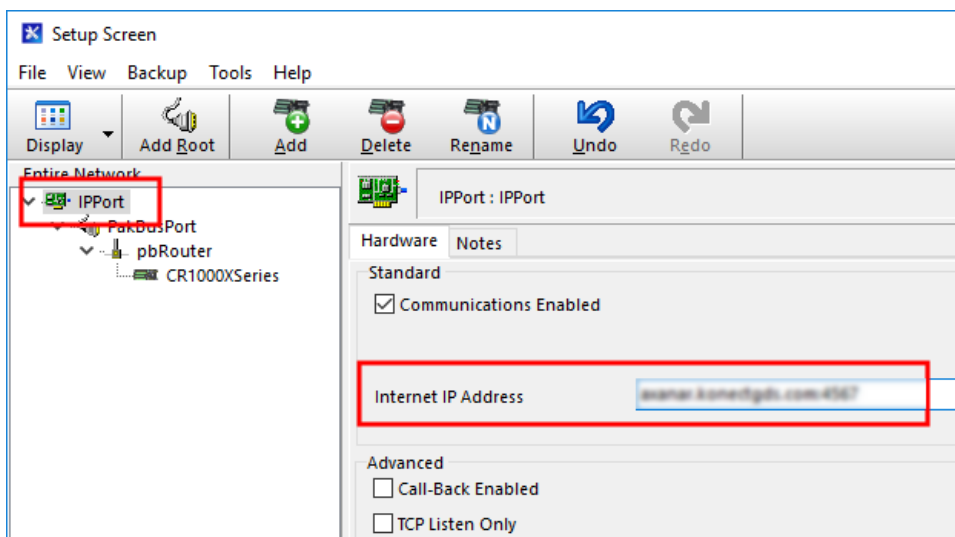 Setup Screen
File View Backup Tools Help
Display Add Root Add Delete Rename Undo Redo
Entire Network
IPPort
PakBusPort
pbRouter
CR1000XSeries
IPPort : IPPort
Hardware Notes
Standard
Communications Enabled
Internet IP Address
Advanced
Call-Back Enabled
TCP Listen Only